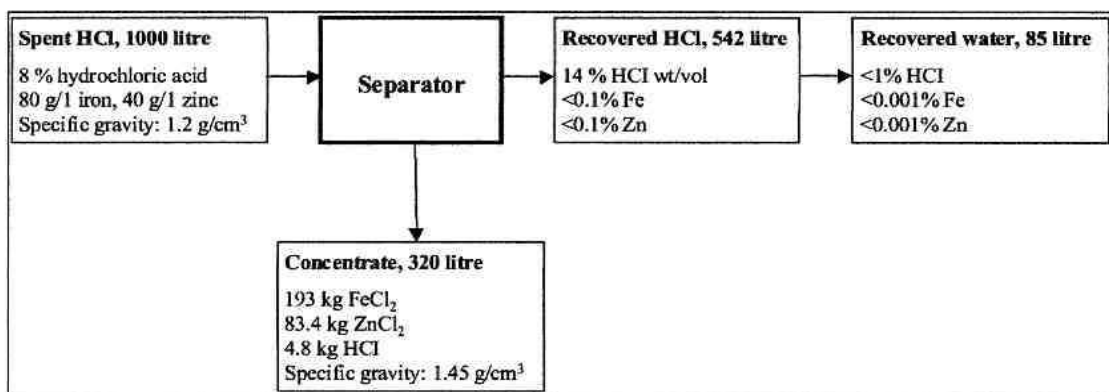 Spent HCl, 1000 litre
8 % hydrochloric acid
80 g/1 iron, 40 g/1 zinc
Specific gravity: 1.2 g/cm³
Separator
Recovered HCl, 542 litre
14 % HCl wt/vol
<0.1% Fe
<0.1% Zn
Recovered water, 85 litre
<1% HCl
<0.001% Fe
<0.001% Zn
Concentrate, 320 litre
193 kg FeCl₂
83.4 kg ZnCl₂
4.8 kg HCl
Specific gravity: 1.45 g/cm³